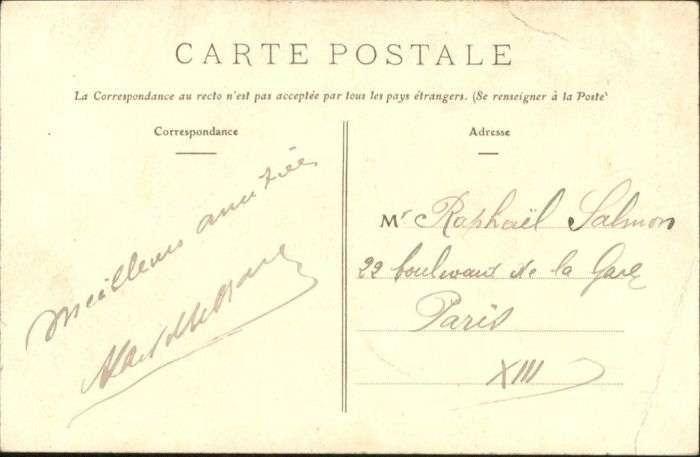 CARTE POSTALE
La Correspondance au recto n'est pas acceptée par tous les pays étrangers. (Se renseigner à la Poste)
Correspondance
Meilleures amitiés
Adresse
Mr Raphaël Salmon
22 boulevard de la Gare
Paris
XIII